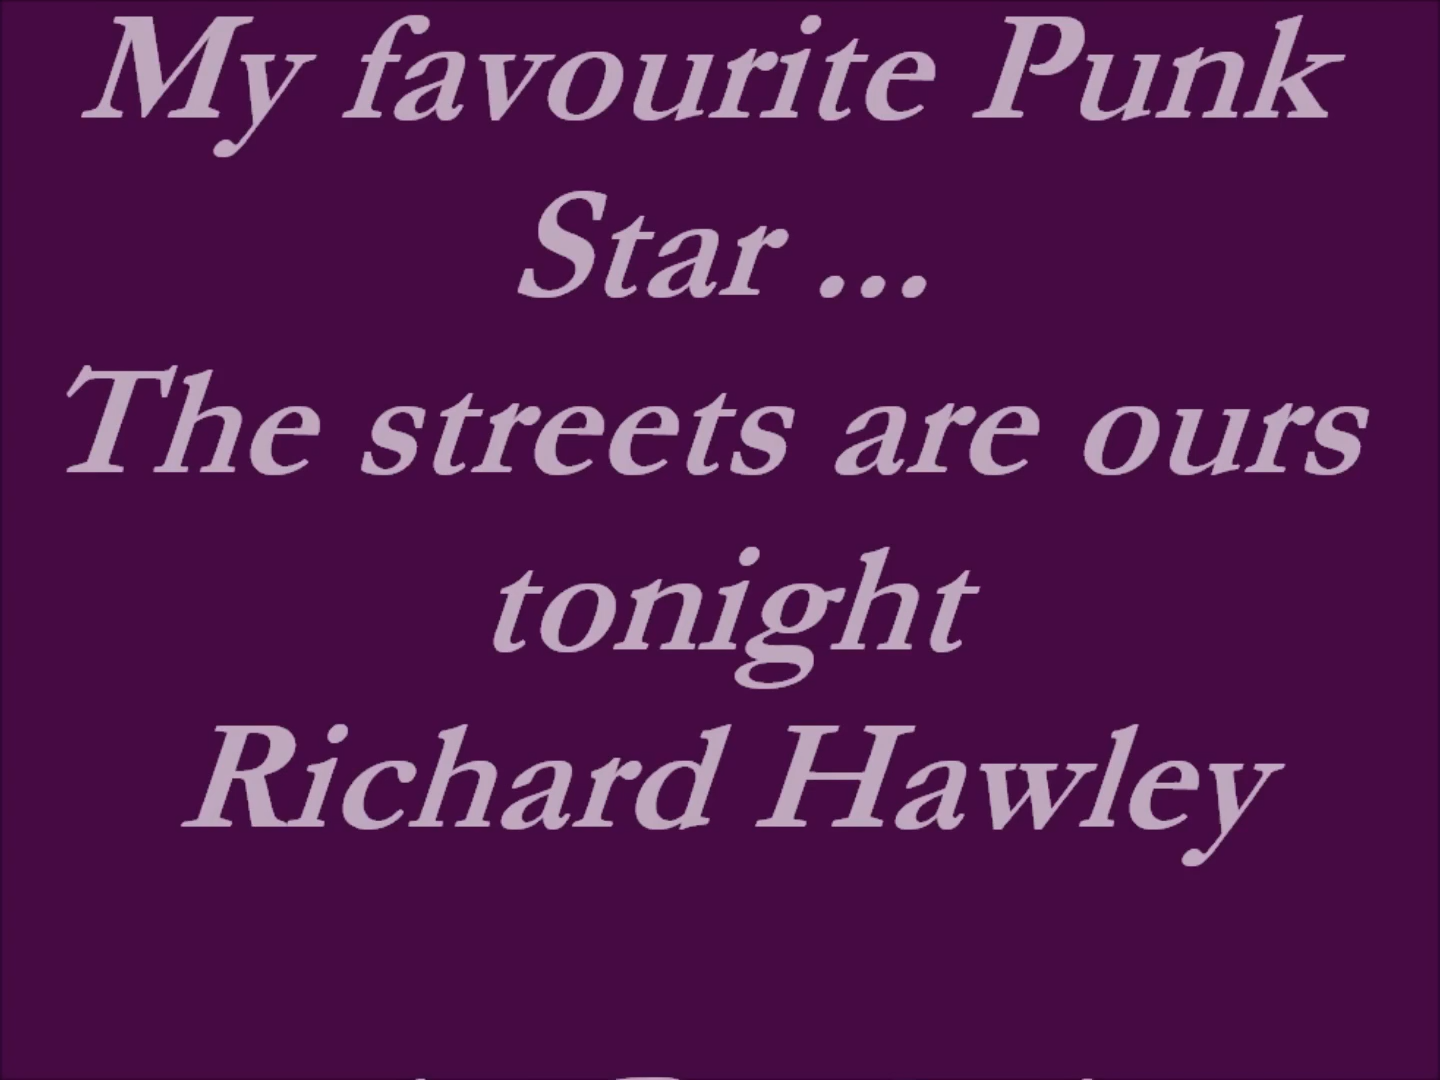 My favourite Punk
Star ...
The streets are ours
tonight
Richard Hawley